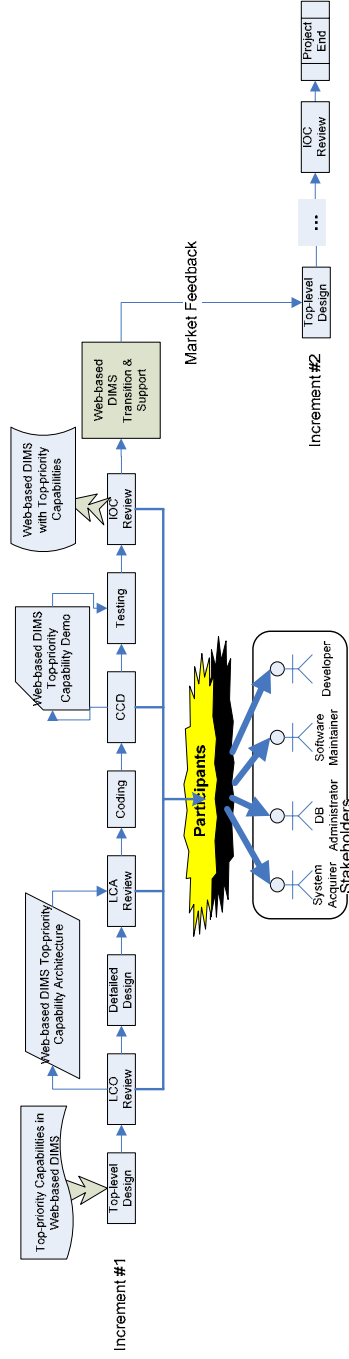 Top-priority Capabilities in
Web-based DIMS
Web-based DIMS Top-priority
Capability Architecture
Web-based DIMS
Top-priority
Capability Demo
Web-based DIMS
with Top-priority
Capabilities
Increment #1
Top-level
Design
LCO
Review
Detailed
Design
LCA
Review
Coding
CCD
Testing
IOC
Review
Web-based
DIMS
Transition &
Support
Market Feedback
Participants
System
Acquirer
DB
Administrator
Software
Maintainer
Developer
Stakeholders
Increment #2
Top-level
Design
...
IOC
Review
Project
End